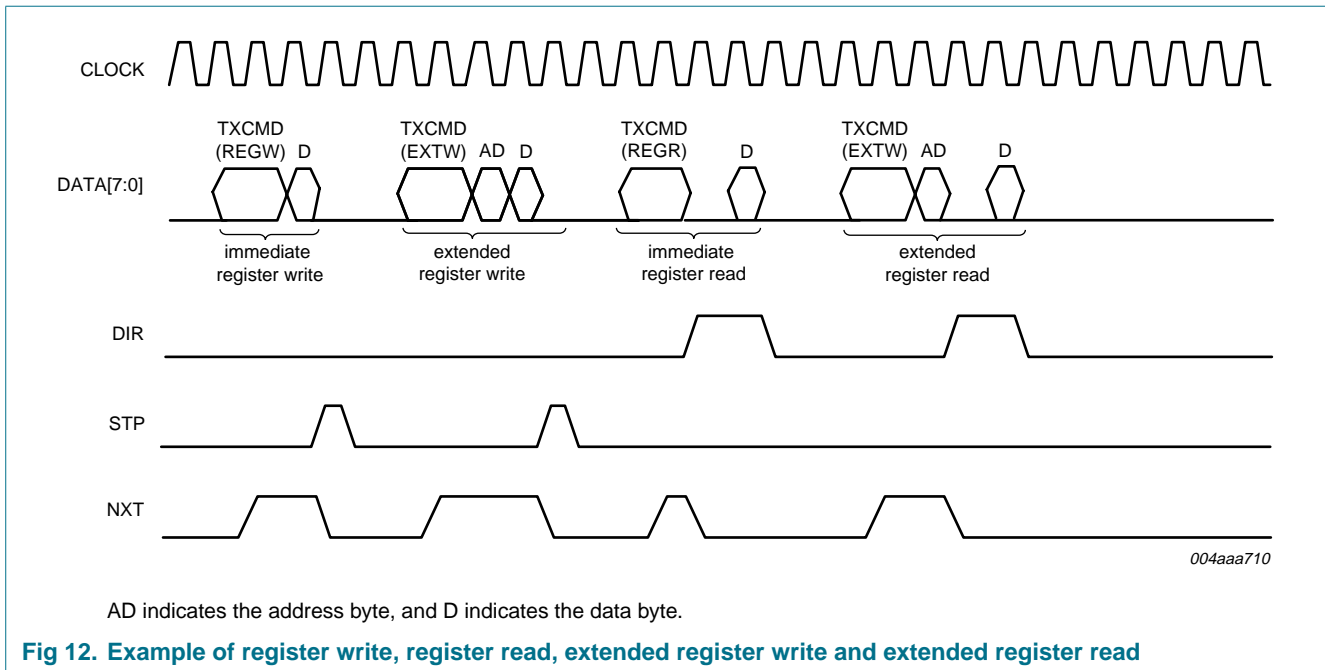 CLOCK
TXCMD TXCMD TXCMD TXCMD
(REGW) D (EXTW) AD D (REGR) D (EXTW) AD D
DATA[7:0]
immediate extended immediate extended
register write register write register read register read
DIR
STP
NXT
004aaa710
AD indicates the address byte, and D indicates the data byte.
Fig 12. Example of register write, register read, extended register write and extended register read